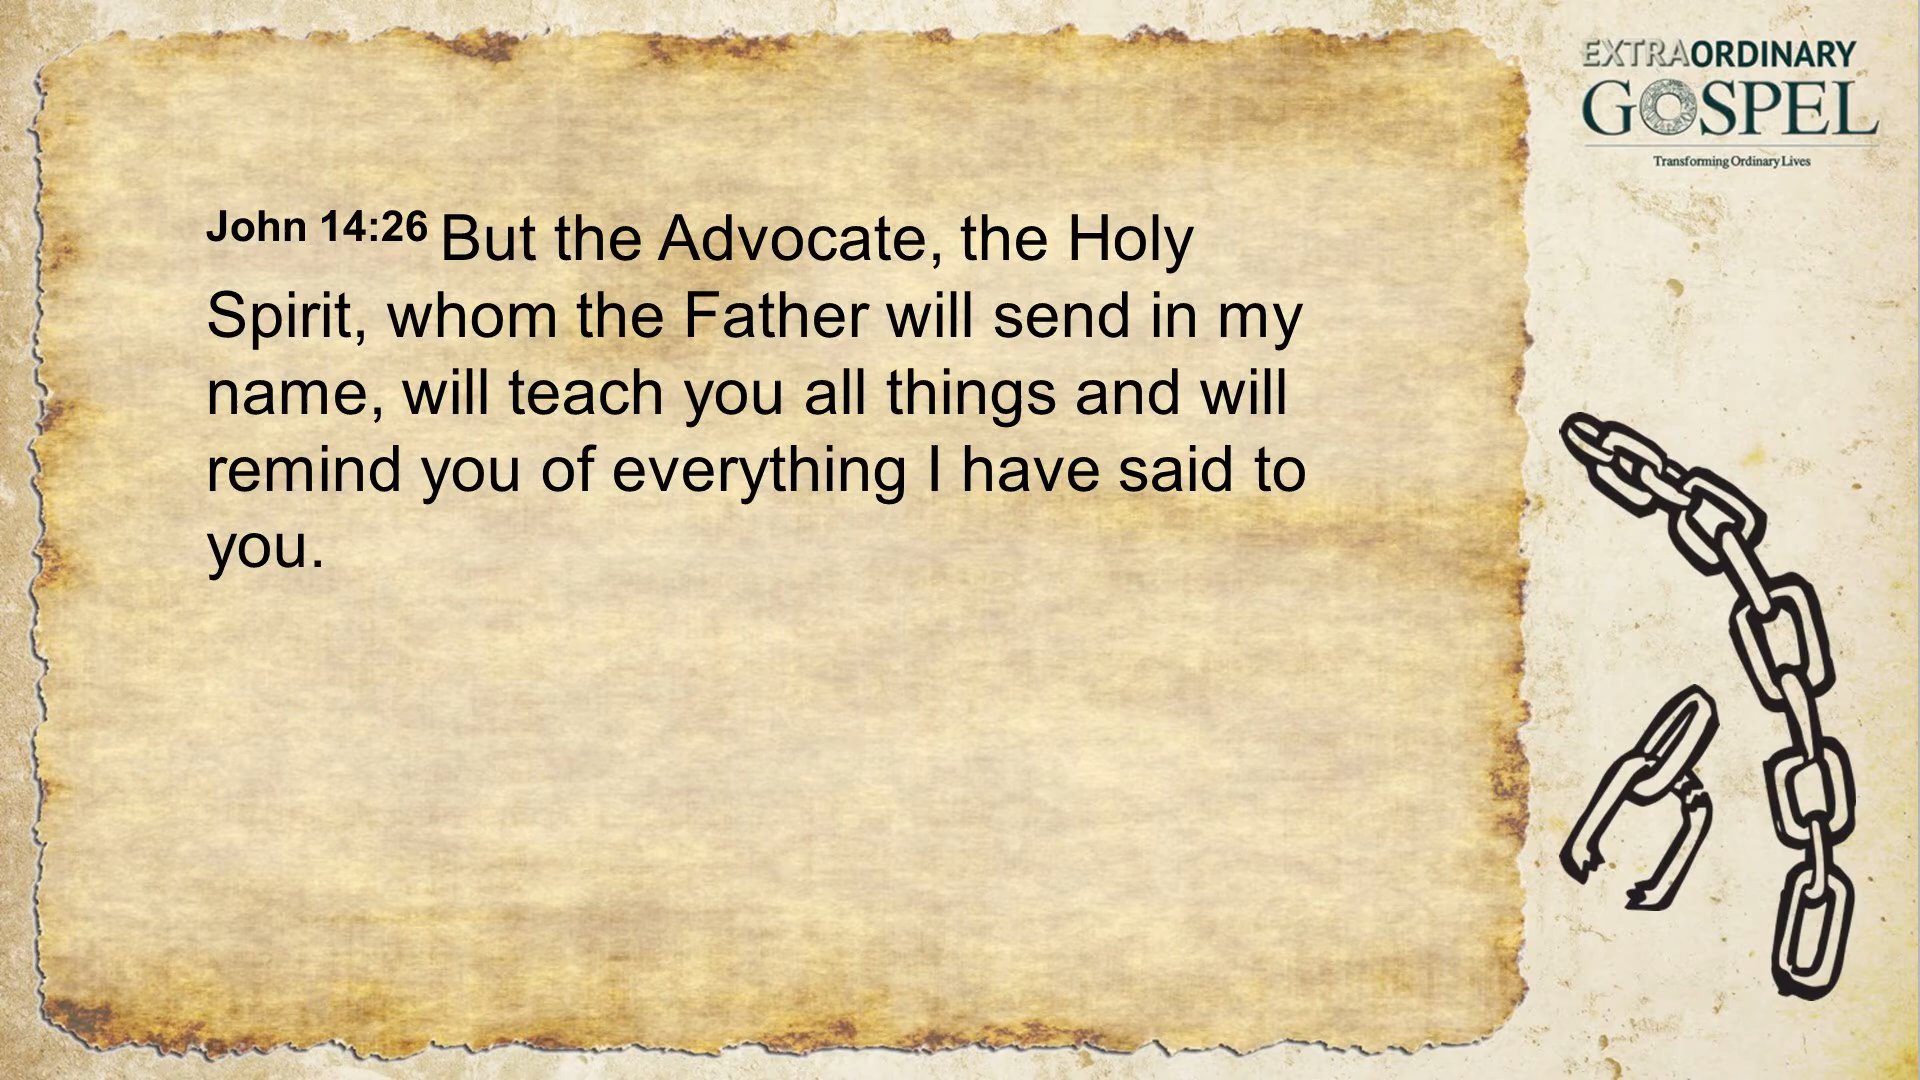 EXTRAORDINARY
GOSPEL
Transforming Ordinary Lives
John 14:26 But the Advocate, the Holy
Spirit, whom the Father will send in my
name, will teach you all things and will
remind you of everything I have said to
you.